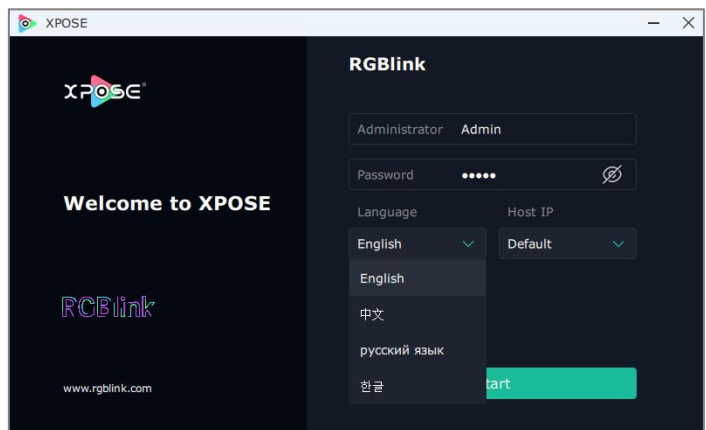 XPOSE
XPOSE
Welcome to XPOSE
RGBlink
www.rgblink.com
RGBlink
Administrator Admin
Password •••••
Language Host IP
English Default
English
中文
русский язык
한글
tart